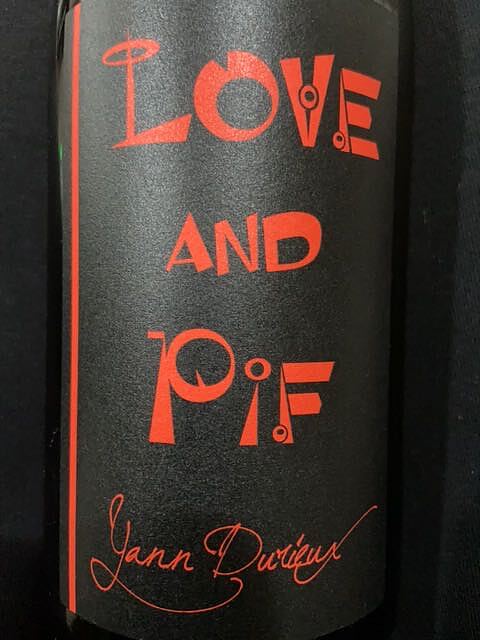 LOVE
AND
PiF
Yann Durieux